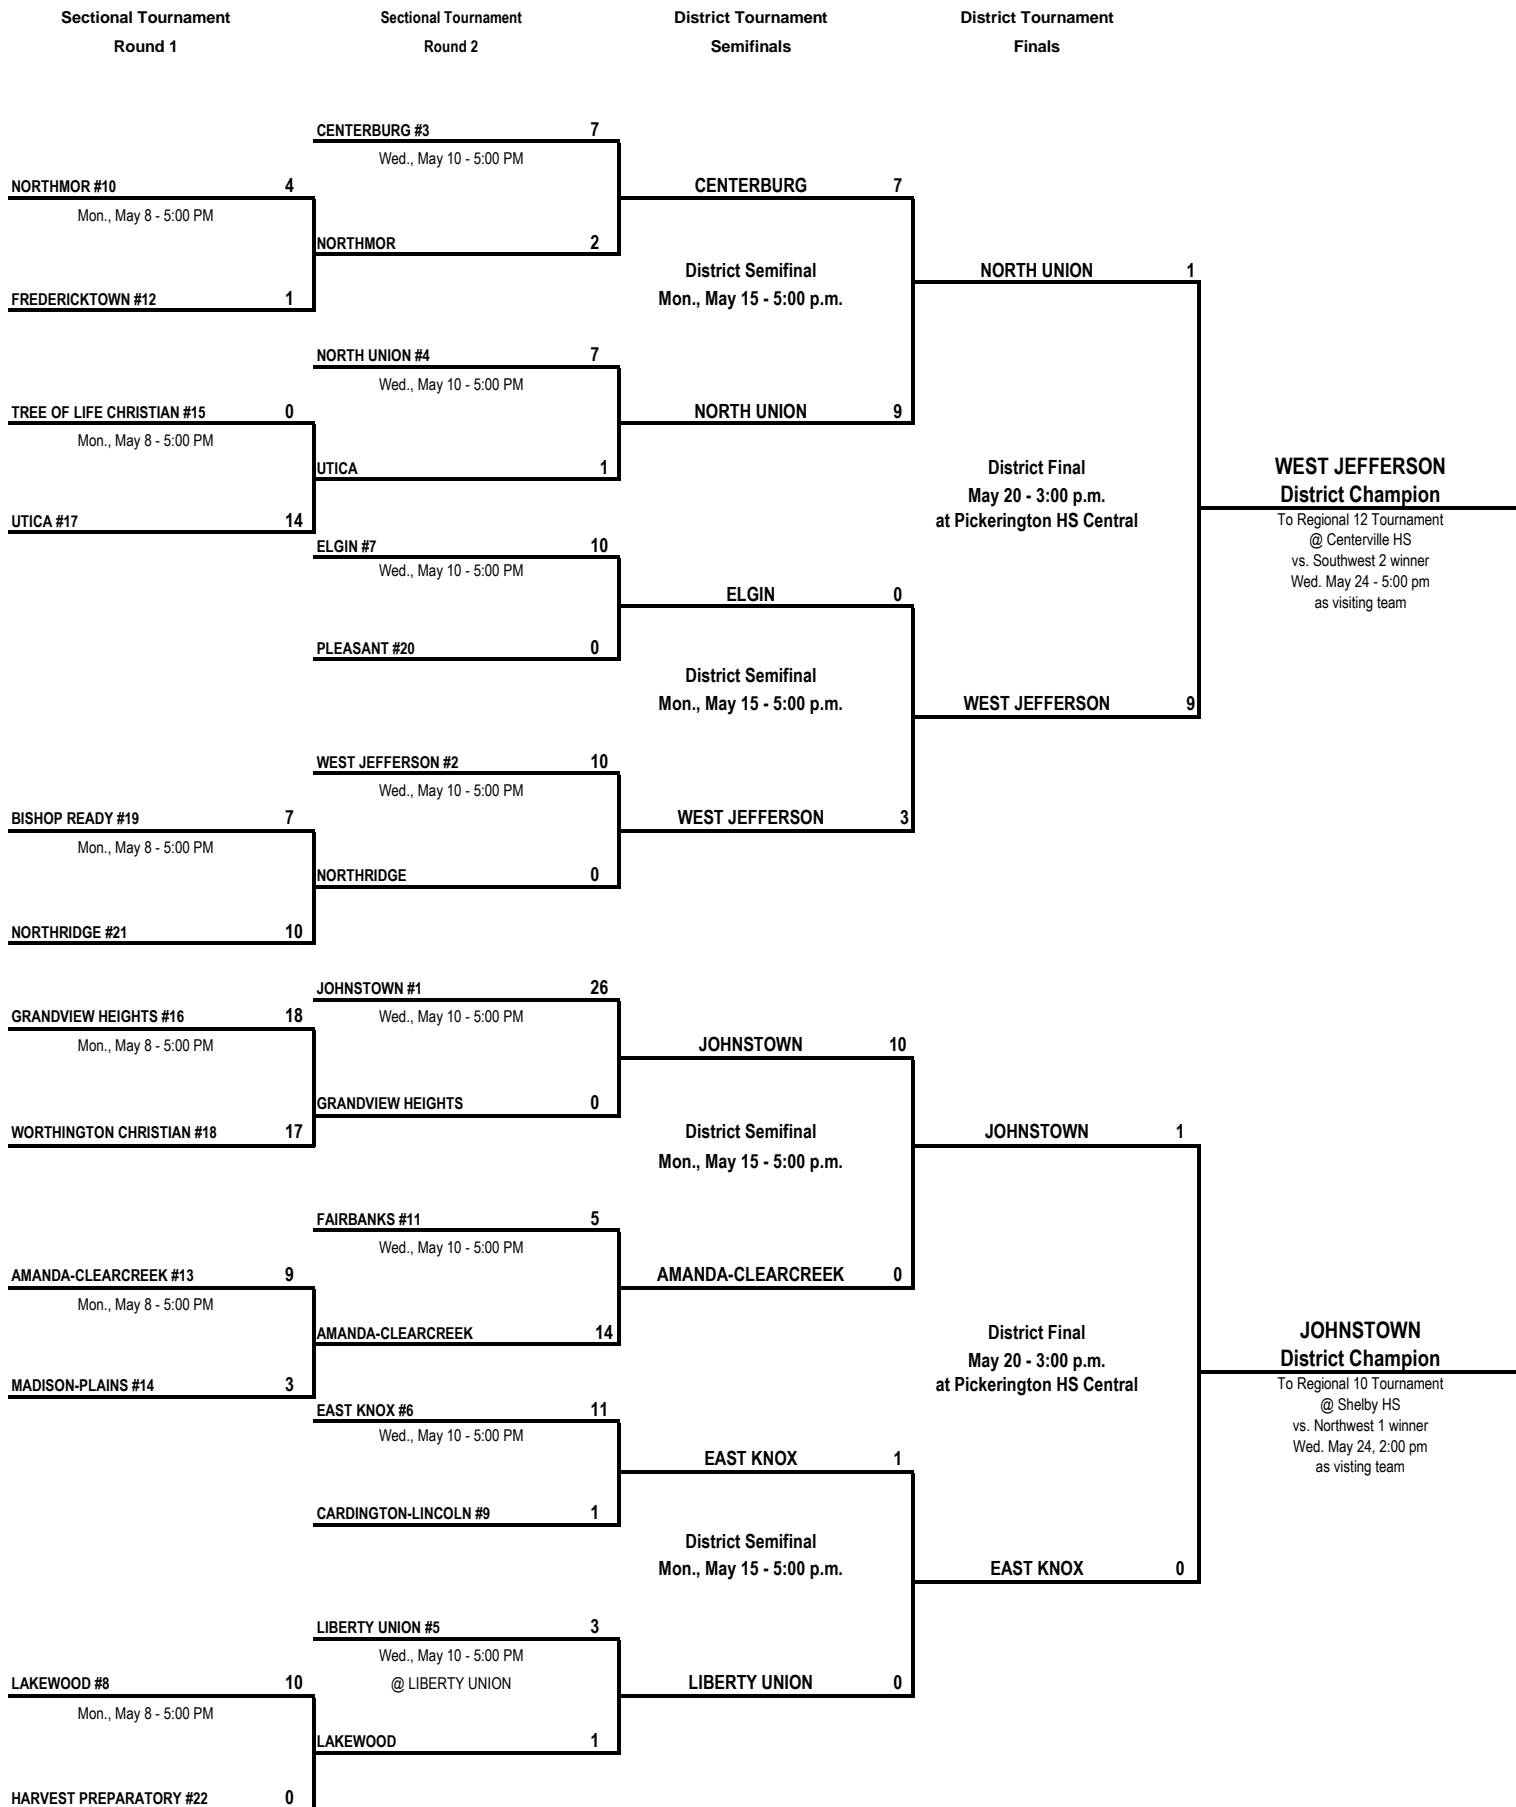 Sectional Tournament
Round 1
Sectional Tournament
Round 2
District Tournament
Semifinals
District Tournament
Finals
CENTERBURG #3 7
Wed., May 10 - 5:00 PM
NORTHMOR #10 4
Mon., May 8 - 5:00 PM
CENTERBURG 7
NORTHMOR 2
FREDERICKTOWN #12 1
District Semifinal
Mon., May 15 - 5:00 p.m.
NORTH UNION 1
NORTH UNION #4 7
Wed., May 10 - 5:00 PM
TREE OF LIFE CHRISTIAN #15 0
Mon., May 8 - 5:00 PM
NORTH UNION 9
UTICA 1
UTICA #17 14
District Final
May 20 - 3:00 p.m.
at Pickerington HS Central
WEST JEFFERSON
District Champion
To Regional 12 Tournament
@ Centerville HS
vs. Southwest 2 winner
Wed. May 24 - 5:00 pm
as visiting team
ELGIN #7 10
Wed., May 10 - 5:00 PM
ELGIN 0
PLEASANT #20 0
District Semifinal
Mon., May 15 - 5:00 p.m.
WEST JEFFERSON 9
WEST JEFFERSON #2 10
Wed., May 10 - 5:00 PM
BISHOP READY #19 7
Mon., May 8 - 5:00 PM
WEST JEFFERSON 3
NORTHRIDGE 0
NORTHRIDGE #21 10
JOHNSTOWN #1 26
Wed., May 10 - 5:00 PM
GRANDVIEW HEIGHTS #16 18
Mon., May 8 - 5:00 PM
JOHNSTOWN 10
GRANDVIEW HEIGHTS 0
WORTHINGTON CHRISTIAN #18 17
District Semifinal
Mon., May 15 - 5:00 p.m.
JOHNSTOWN 1
FAIRBANKS #11 5
Wed., May 10 - 5:00 PM
AMANDA-CLEARCREEK #13 9
Mon., May 8 - 5:00 PM
AMANDA-CLEARCREEK 0
AMANDA-CLEARCREEK 14
MADISON-PLAINS #14 3
District Final
May 20 - 3:00 p.m.
at Pickerington HS Central
JOHNSTOWN
District Champion
To Regional 10 Tournament
@ Shelby HS
vs. Northwest 1 winner
Wed. May 24, 2:00 pm
as visting team
EAST KNOX #6 11
Wed., May 10 - 5:00 PM
EAST KNOX 1
CARDINGTON-LINCOLN #9 1
District Semifinal
Mon., May 15 - 5:00 p.m.
EAST KNOX 0
LIBERTY UNION #5 3
Wed., May 10 - 5:00 PM
@ LIBERTY UNION
LAKEWOOD #8 10
Mon., May 8 - 5:00 PM
LIBERTY UNION 0
LAKEWOOD 1
HARVEST PREPARATORY #22 0